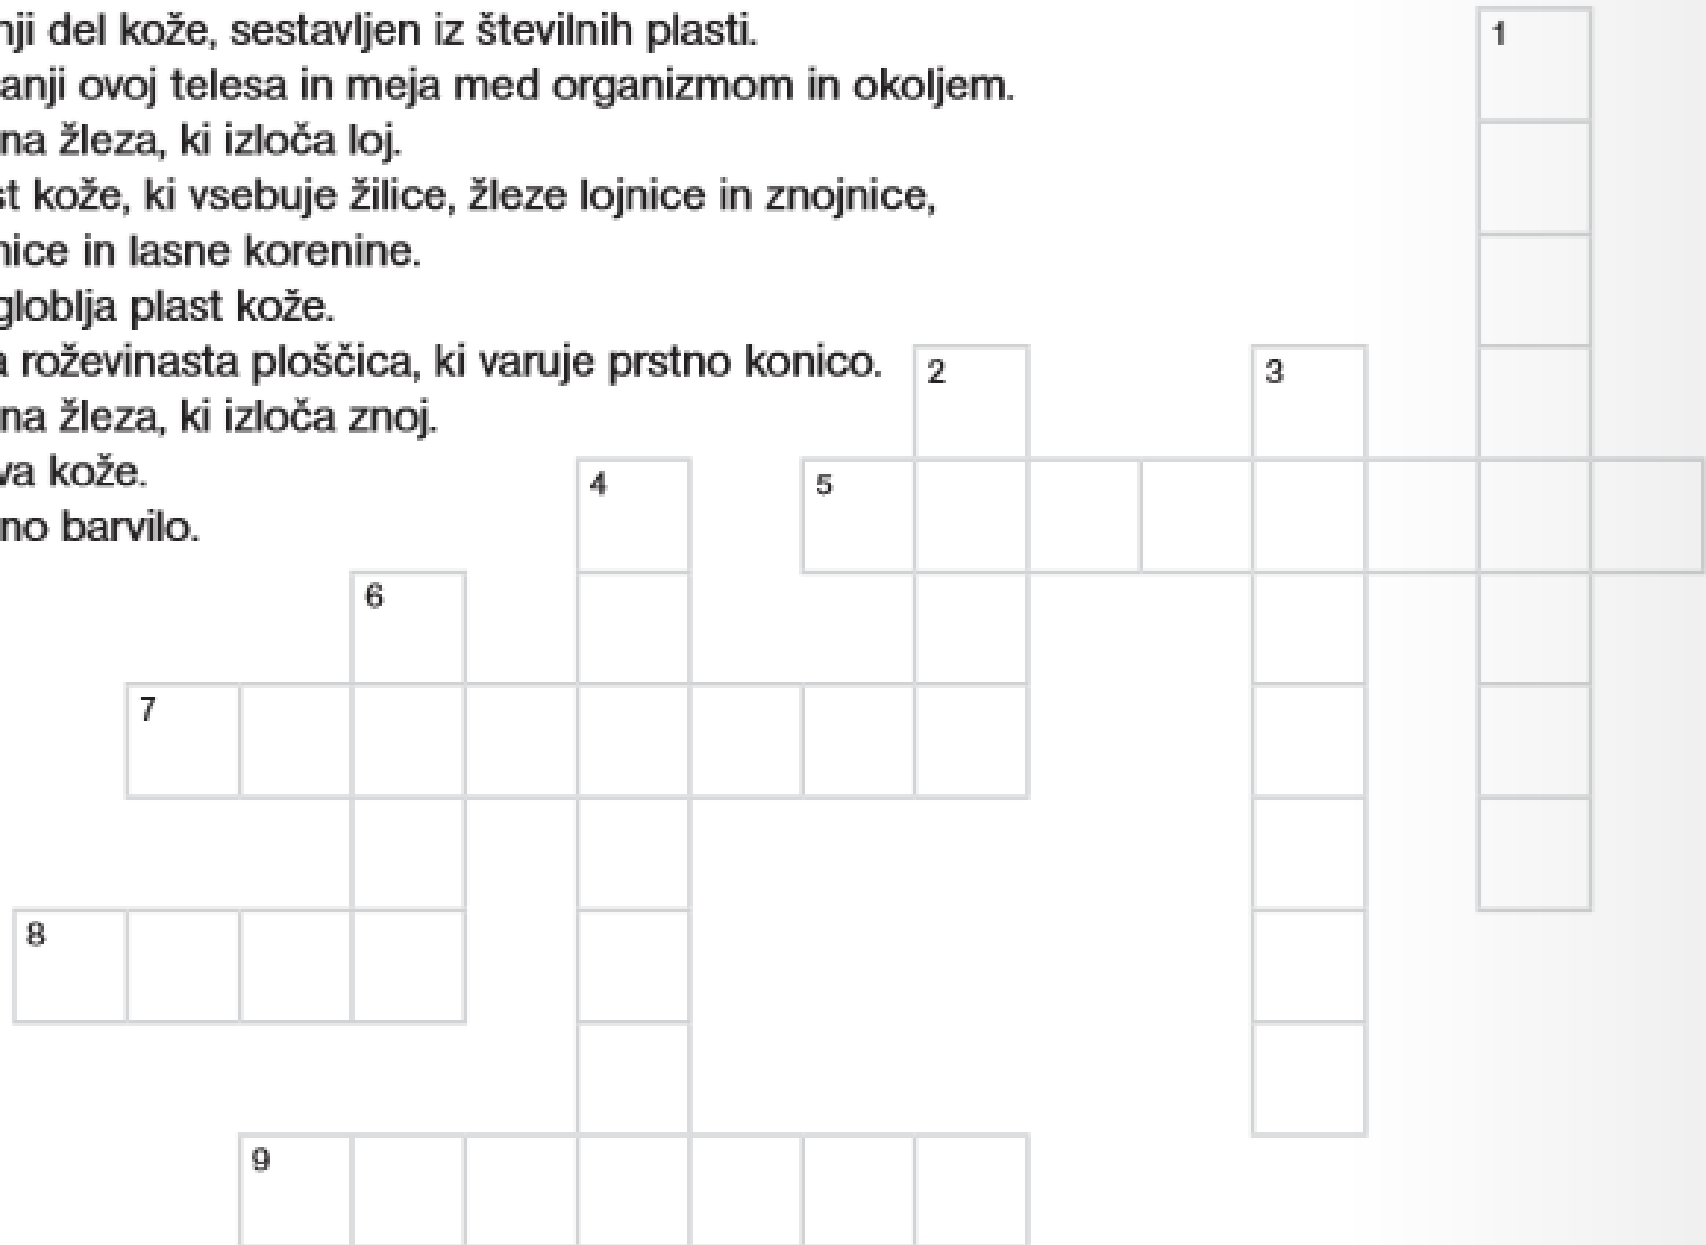 nji del kože, sestavljen iz številnih plasti.
anji ovoj telesa in meja med organizmom in okoljem.
na žleza, ki izloča loj.
st kože, ki vsebuje žilice, žleze lojnice in znojnice,
nice in lasne korenine.
globlja plast kože.
a roževinasta ploščica, ki varuje prstno konico.
na žleza, ki izloča znoj.
va kože.
no barvilo.
1
2
3
4
5
6
7
8
9